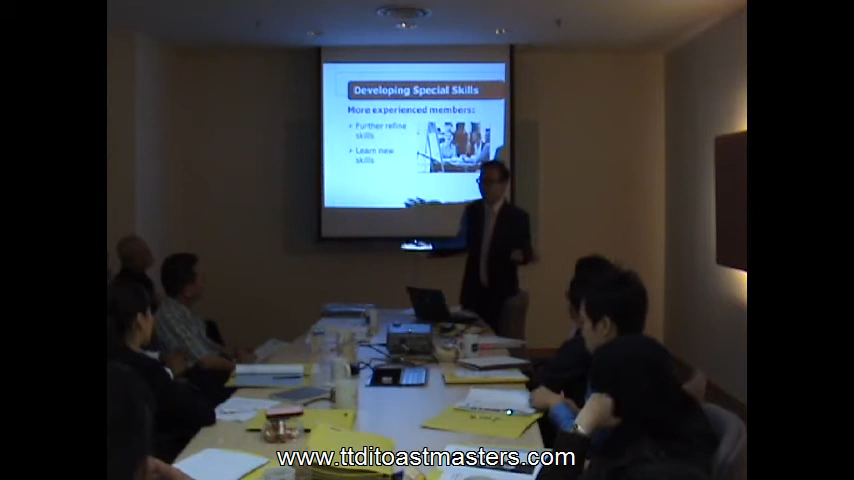 Developing Special Skills
More experienced members:
• Further refine
skills
• Learn new
skills
www.ttditoastmasters.com